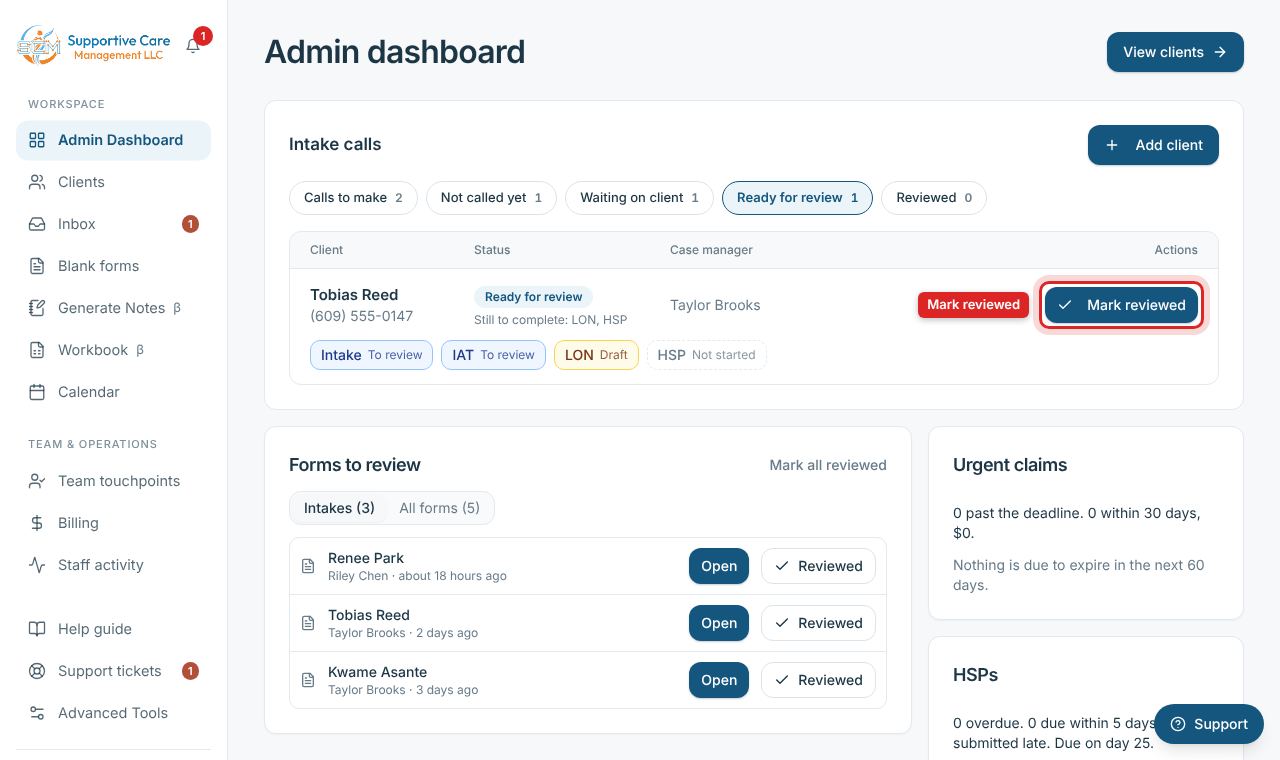 SCM
Supportive Care
Management LLC
1
WORKSPACE
Admin Dashboard
Clients
Inbox 1
Blank forms
Generate Notes β
Workbook β
Calendar
TEAM & OPERATIONS
Team touchpoints
Billing
Staff activity
Help guide
Support tickets 1
Advanced Tools
Admin dashboard
View clients
Intake calls
Add client
Calls to make 2
Not called yet 1
Waiting on client 1
Ready for review 1
Reviewed 0
Client Status Case manager Actions
Tobias Reed
(609) 555-0147
Ready for review
Still to complete: LON, HSP
Taylor Brooks
Mark reviewed
Mark reviewed
Intake To review
IAT To review
LON Draft
HSP Not started
Forms to review
Mark all reviewed
Intakes (3) All forms (5)
Renee Park
Riley Chen · about 18 hours ago
Open Reviewed
Tobias Reed
Taylor Brooks · 2 days ago
Open Reviewed
Kwame Asante
Taylor Brooks · 3 days ago
Open Reviewed
Urgent claims
0 past the deadline. 0 within 30 days,
$0.
Nothing is due to expire in the next 60
days.
HSPs
0 overdue. 0 due within 5 days
submitted late. Due on day 25.
Support